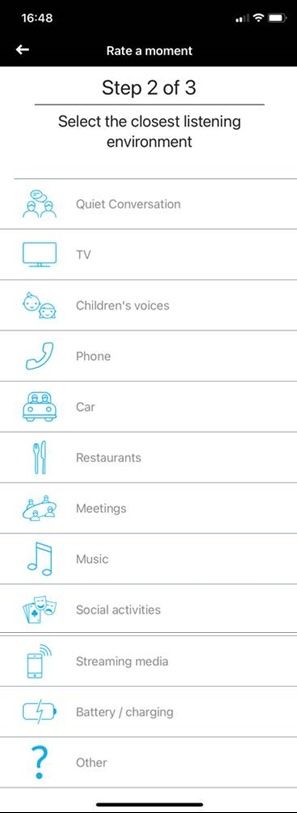 16:48
Rate a moment
Step 2 of 3
Select the closest listening
environment
Quiet Conversation
TV
Children's voices
Phone
Car
Restaurants
Meetings
Music
Social activities
Streaming media
Battery / charging
?
Other